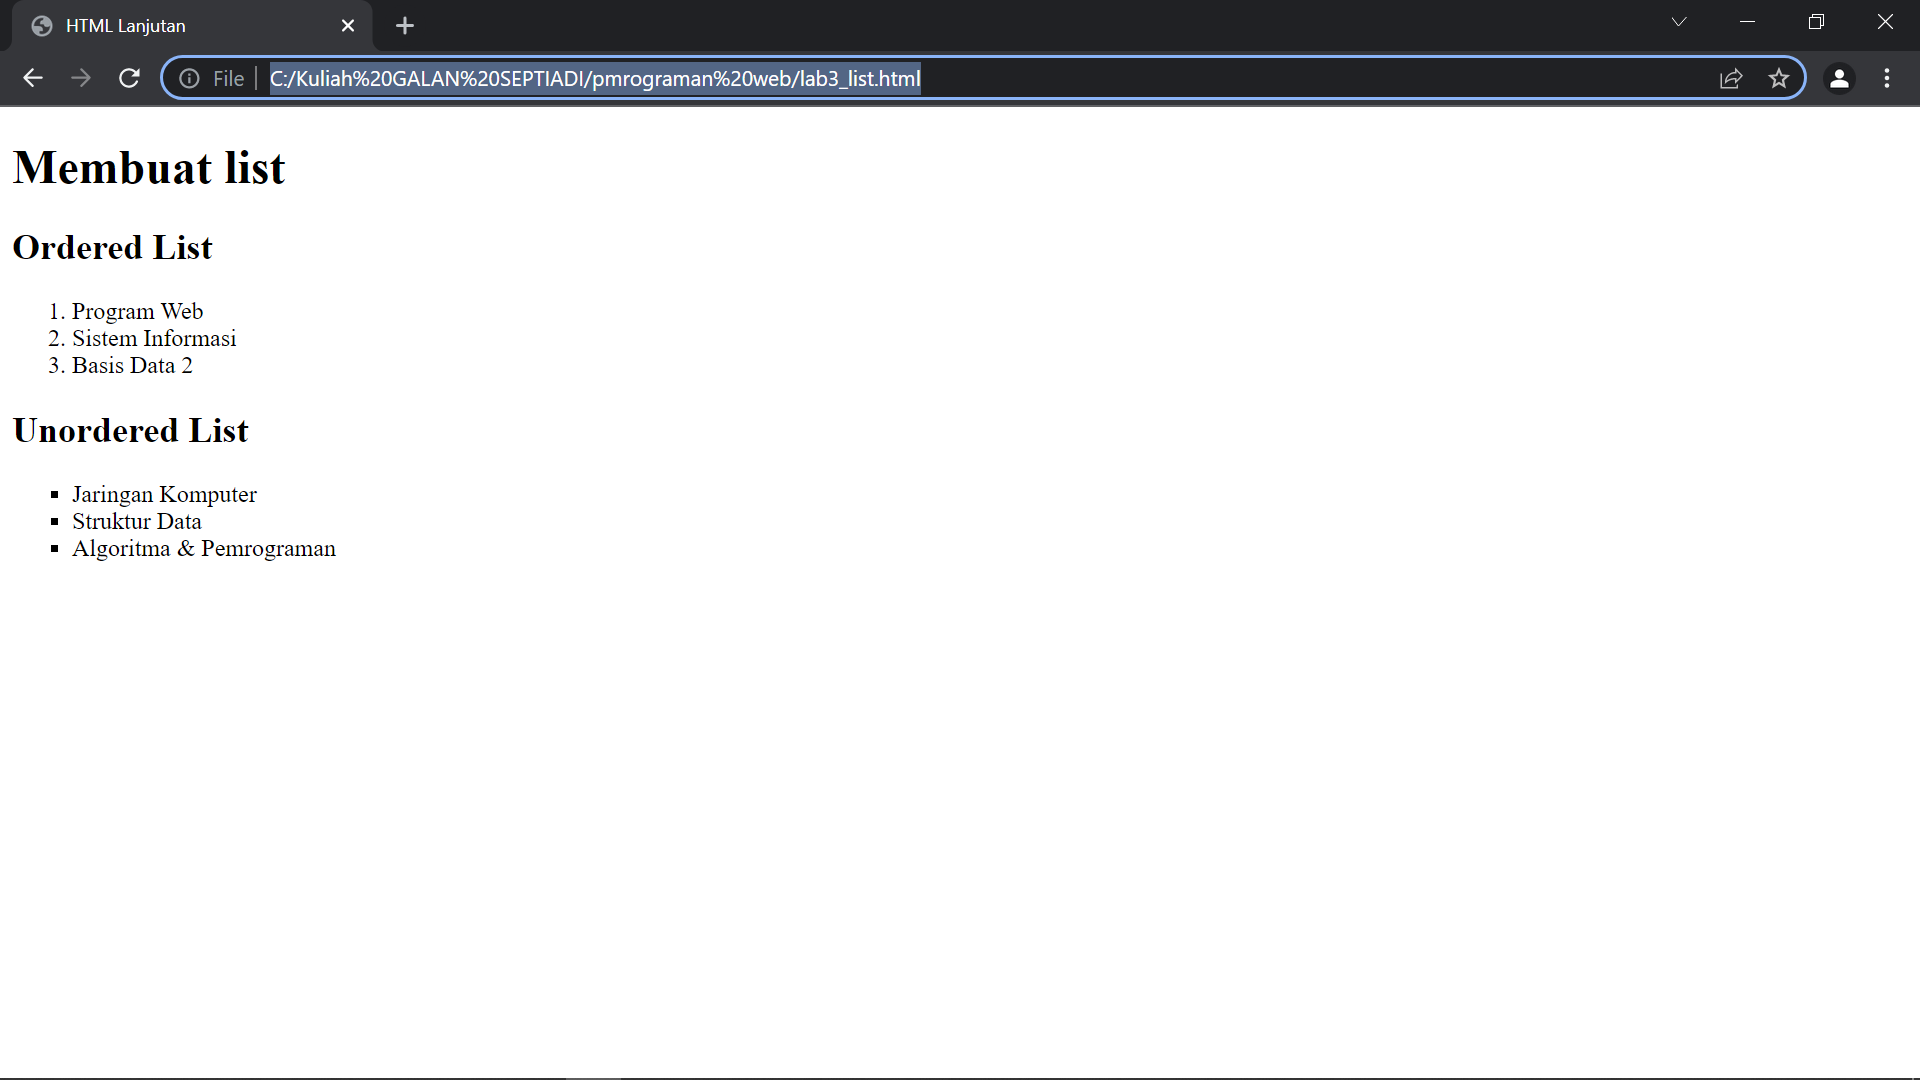 HTML Lanjutan
File C:/Kuliah%20GALAN%20SEPTIADI/pmrograman%20web/lab3_list.html
Membuat list
Ordered List
1. Program Web
2. Sistem Informasi
3. Basis Data 2
Unordered List
▪ Jaringan Komputer
▪ Struktur Data
▪ Algoritma & Pemrograman